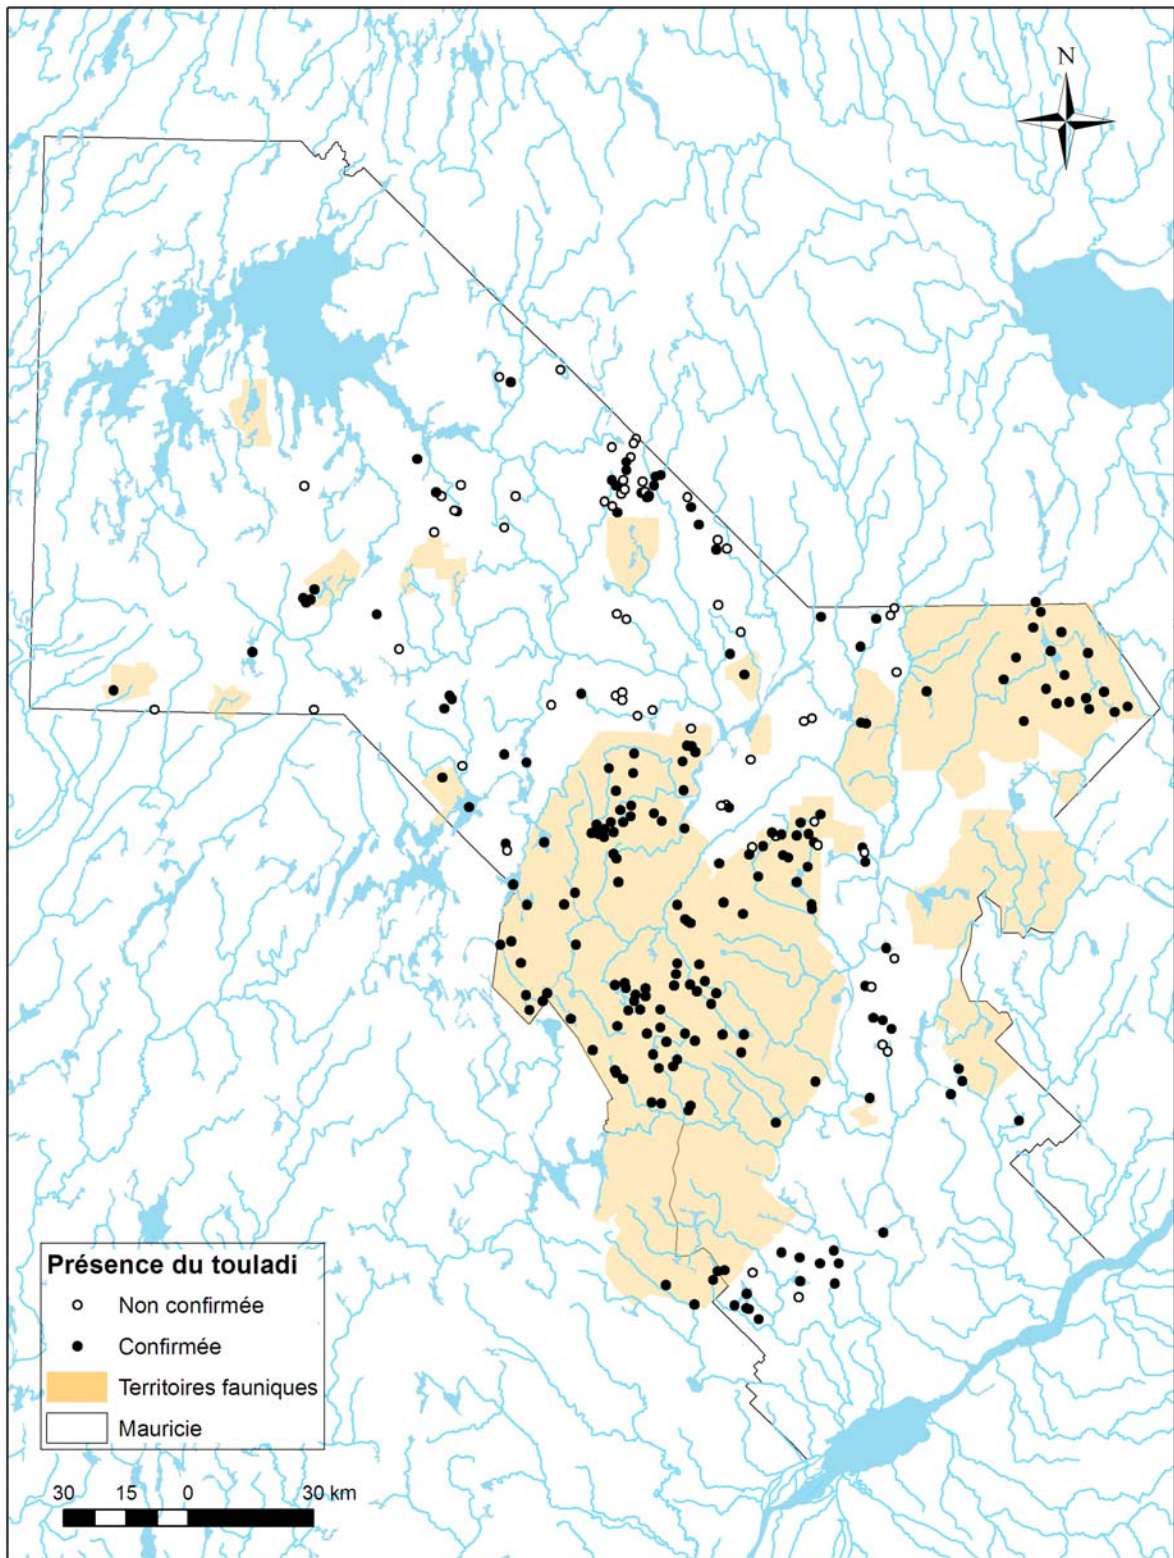 N
Présence du touladi
Non confirmée
Confirmée
Territoires fauniques
Mauricie
30 15 0 30 km